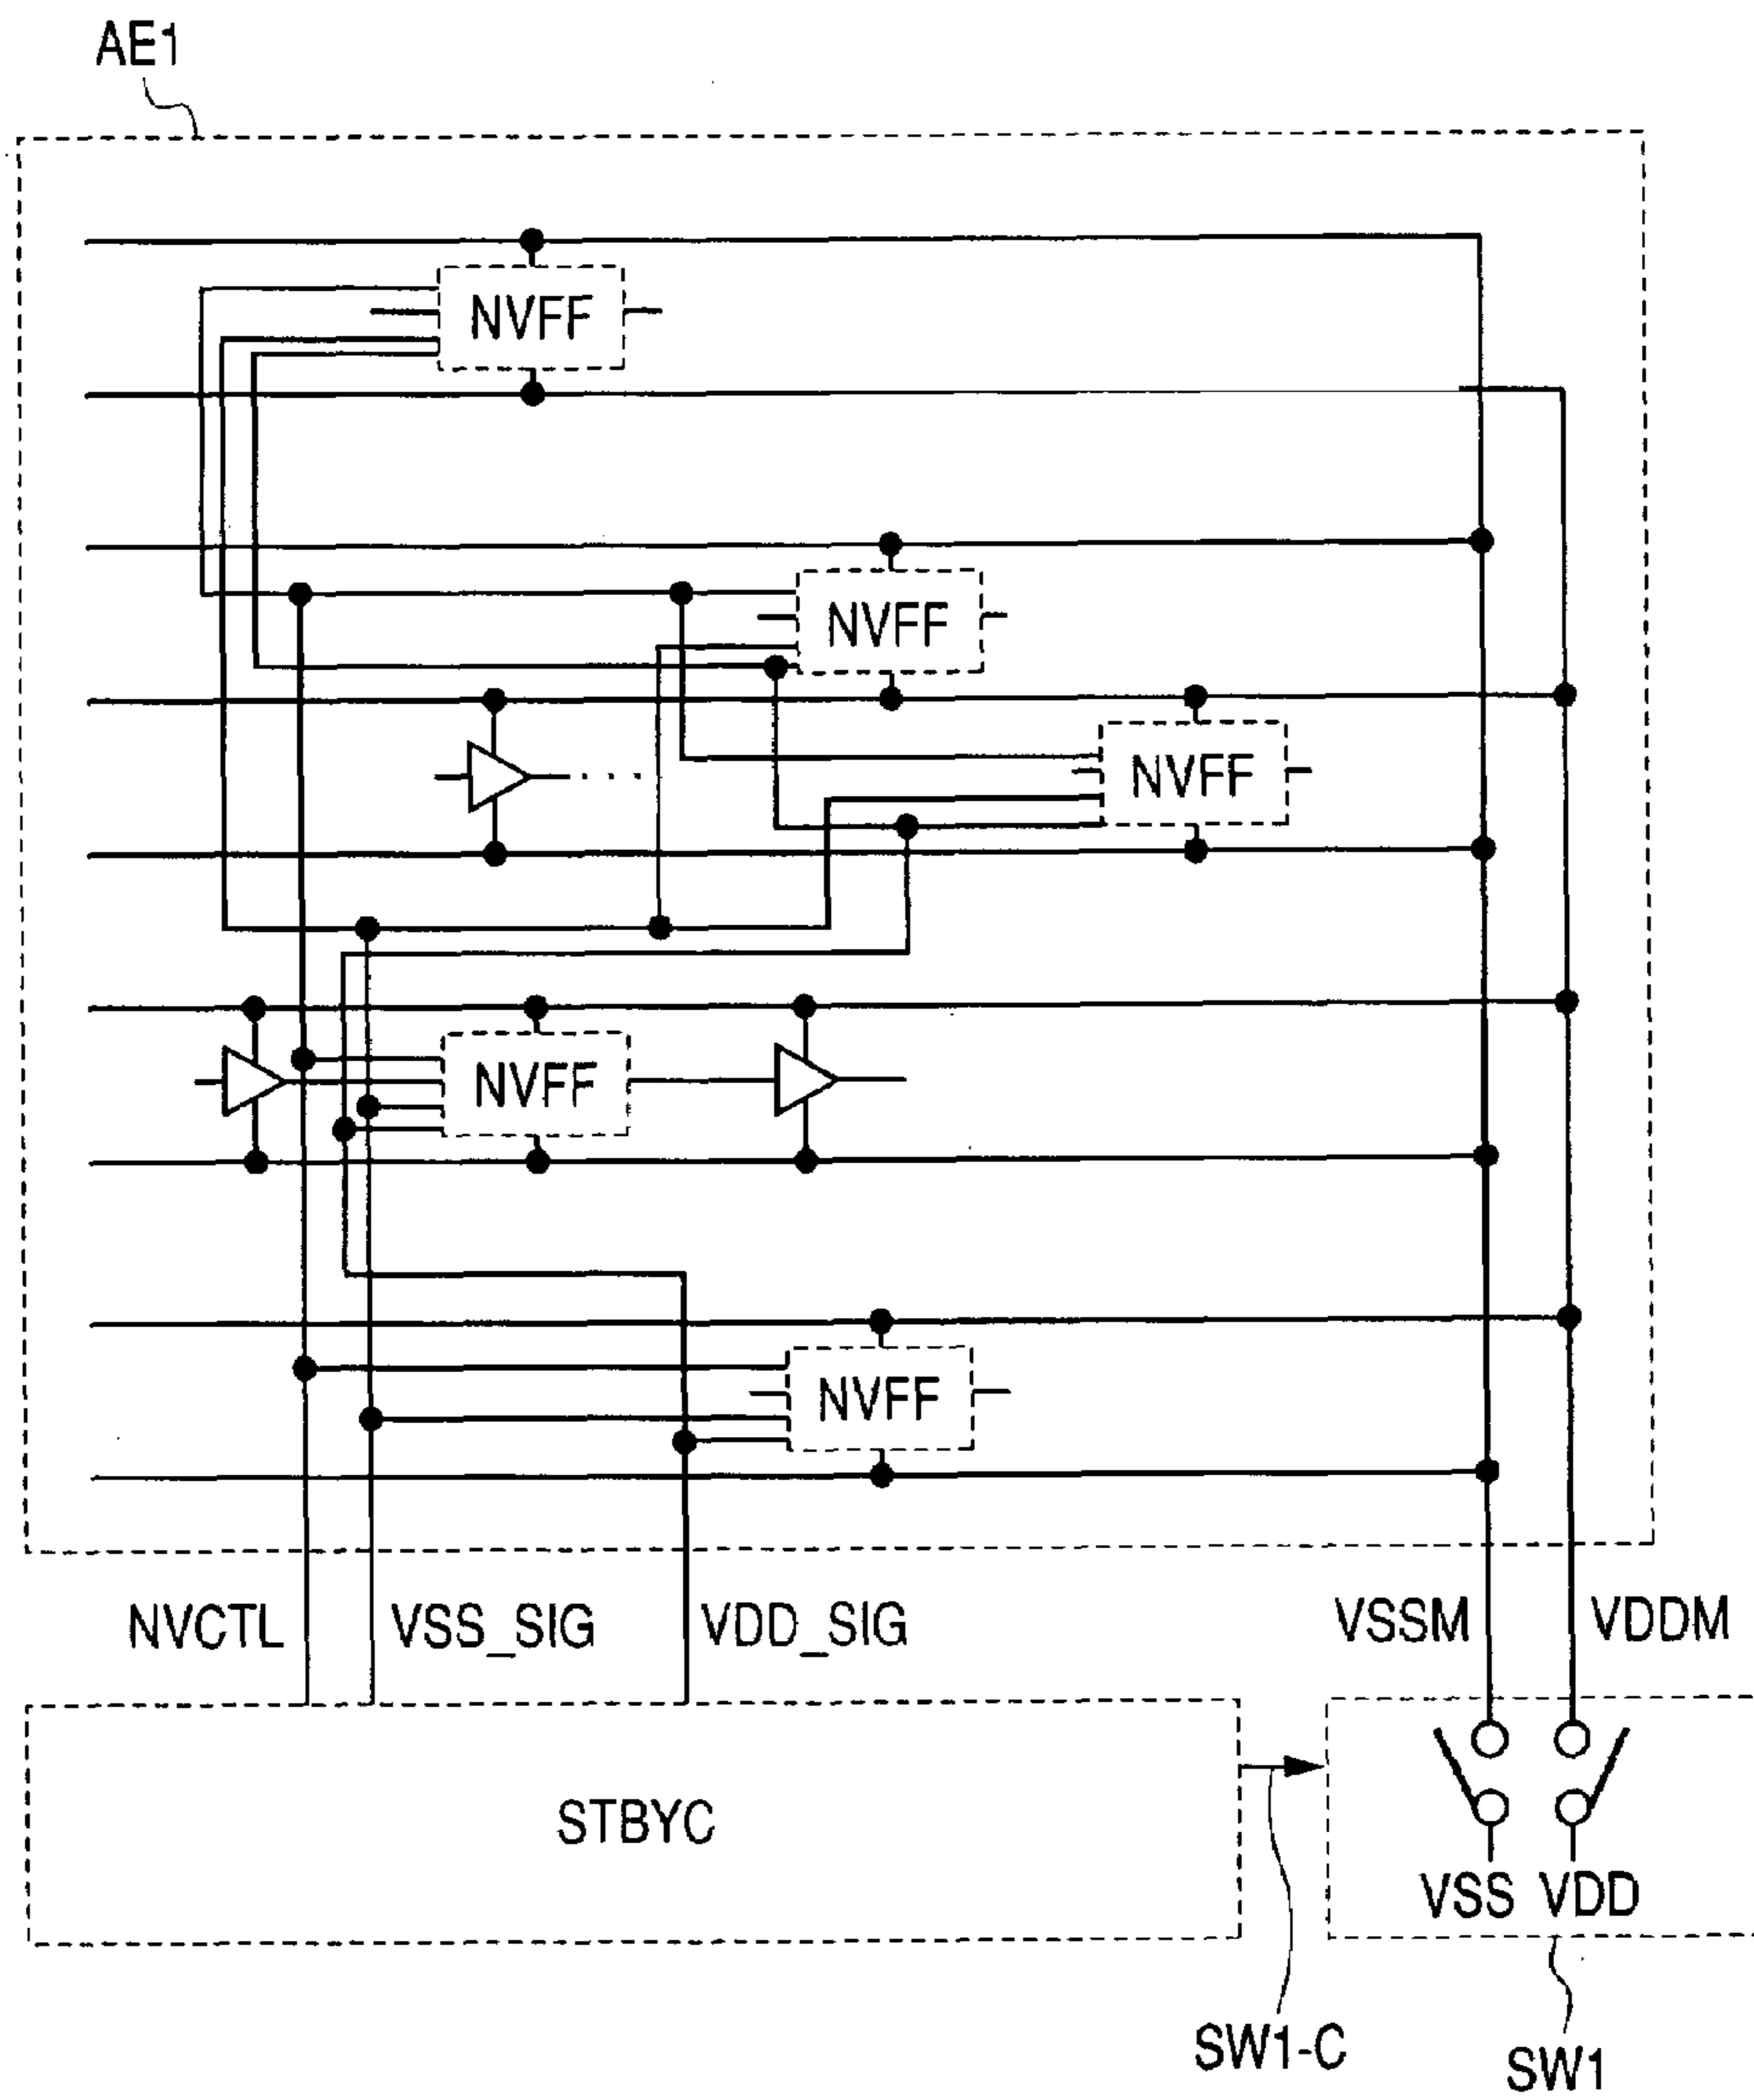 AE1
NVFF
NVFF
NVFF
NVFF
NVFF
NVCTL VSS_SIG VDD_SIG VSSM VDDM
STBYC
VSS VDD
SW1-C
SW1